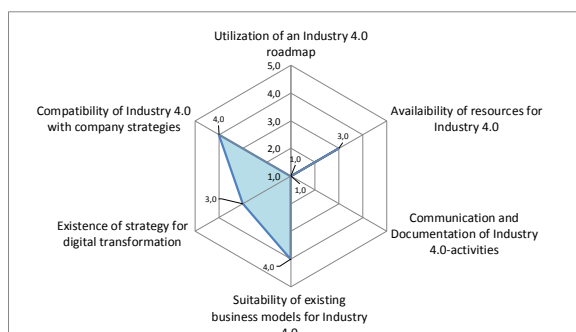 Utilization of an Industry 4.0
roadmap
5,0
4,0
3,0
2,0
1,0
1,0
1,0
3,0
Availaibility of resources for
Industry 4.0
Compatibility of Industry 4.0
with company strategies
4,0
3,0
Existence of strategy for
digital transformation
Communication and
Documentation of Industry
4.0-activities
4,0
Suitability of existing
business models for Industry
4.0